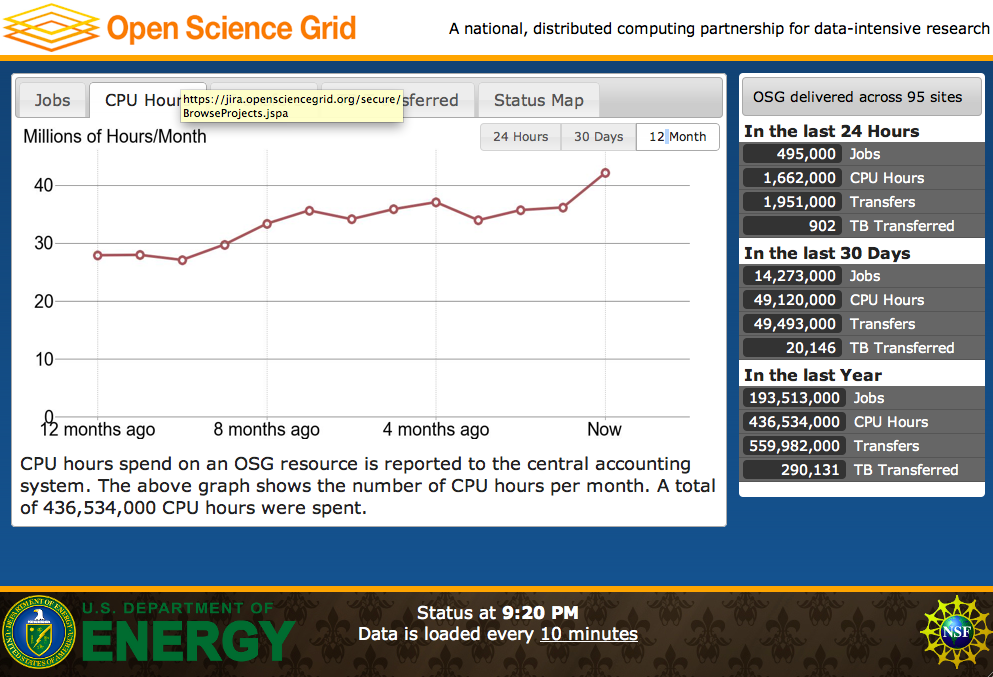 Open Science Grid
A national, distributed computing partnership for data-intensive research
Jobs
CPU Hour
https://jira.opensciencegrid.org/secure/
BrowseProjects.jspa
sferred
Status Map
Millions of Hours/Month
24 Hours
30 Days
12 Month
40
30
20
10
0
12 months ago
8 months ago
4 months ago
Now
CPU hours spend on an OSG resource is reported to the central accounting
system. The above graph shows the number of CPU hours per month. A total
of 436,534,000 CPU hours were spent.
OSG delivered across 95 sites
In the last 24 Hours
495,000 Jobs
1,662,000 CPU Hours
1,951,000 Transfers
902 TB Transferred
In the last 30 Days
14,273,000 Jobs
49,120,000 CPU Hours
49,493,000 Transfers
20,146 TB Transferred
In the last Year
193,513,000 Jobs
436,534,000 CPU Hours
559,982,000 Transfers
290,131 TB Transferred
U.S. DEPARTMENT OF
ENERGY
Status at 9:20 PM
Data is loaded every 10 minutes
NSF